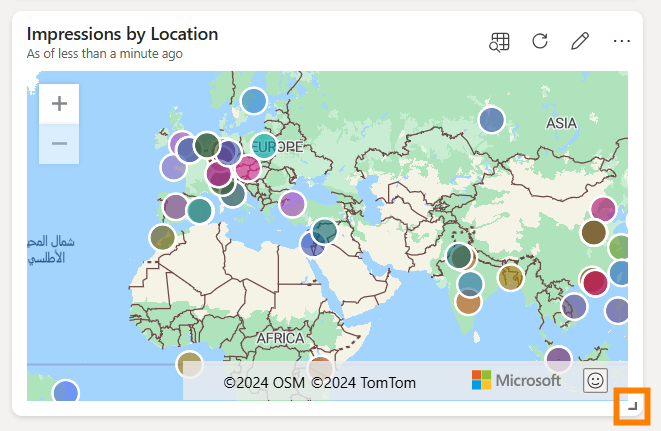 Impressions by Location
As of less than a minute ago
+
−
EUROPE
ASIA
شمال المح
الأطلسي
AFRICA
©2024 OSM ©2024 TomTom
Microsoft